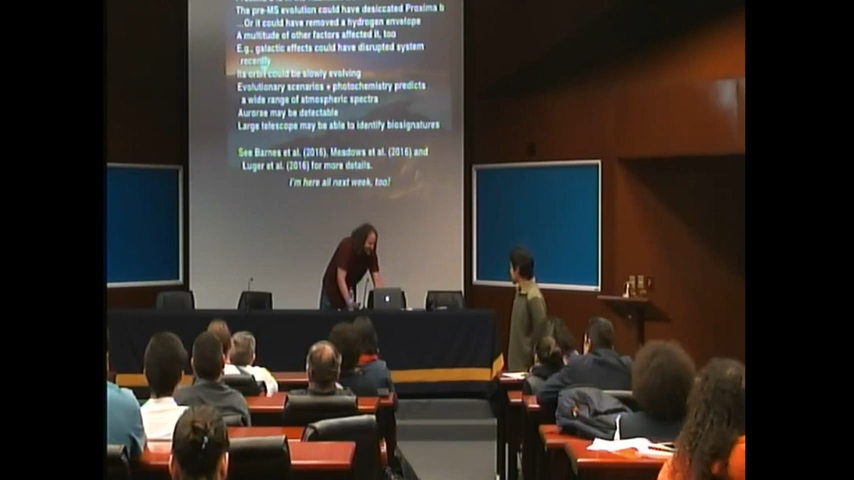 The pre-MS evolution could have desiccated Proxima b
...Or it could have removed a hydrogen envelope
A multitude of other factors affected it, too
E.g., galactic effects could have disrupted system
recently
Its orbit could be slowly evolving
Evolutionary scenarios + photochemistry predicts
a wide range of atmospheric spectra
Aurorae may be detectable
Large telescope may be able to identify biosignatures
See Barnes et al. (2016), Meadows et al. (2016) and
Luger et al. (2016) for more details.
I'm here all next week, too!